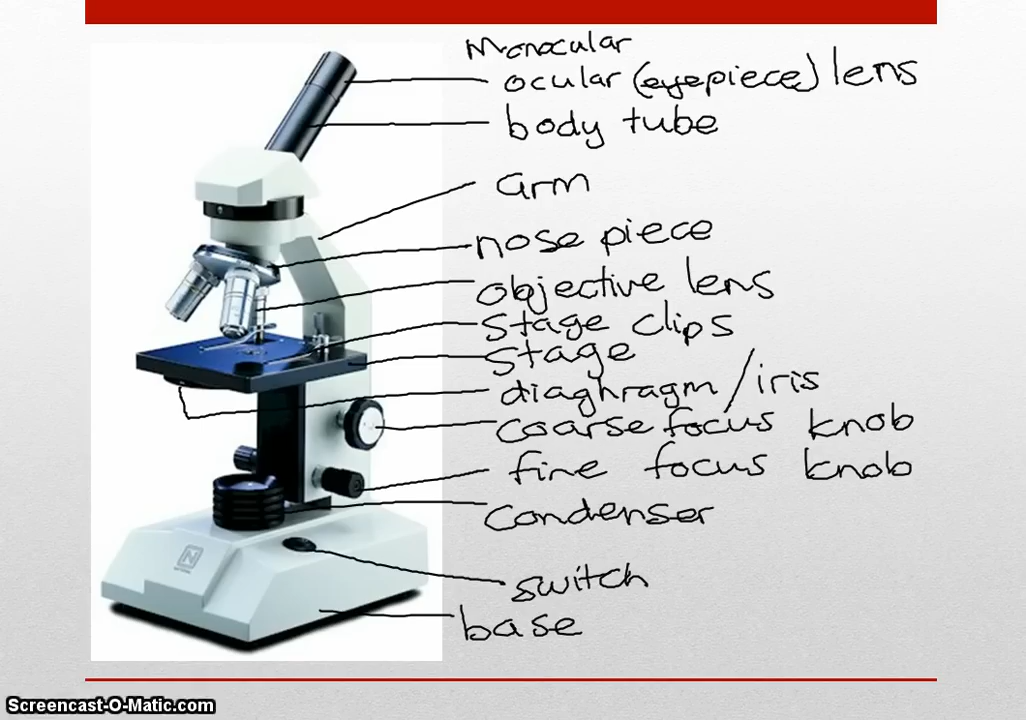 Monocular
ocular (eyepiece) lens
body tube
arm
nose piece
objective lens
stage clips
stage
diaghragm/iris
coarse focus knob
fine focus knob
condenser
switch
base
N
Screencast-O-Matic.com